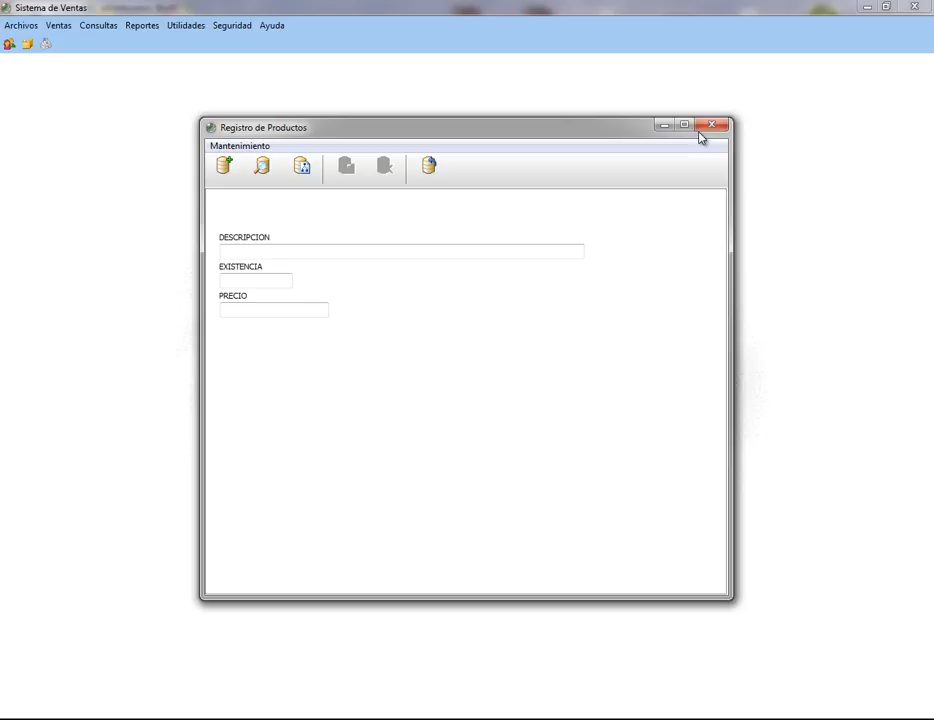 Sistema de Ventas
Archivos Ventas Consultas Reportes Utilidades Seguridad Ayuda
Registro de Productos
Mantenimiento
DESCRIPCION
EXISTENCIA
PRECIO